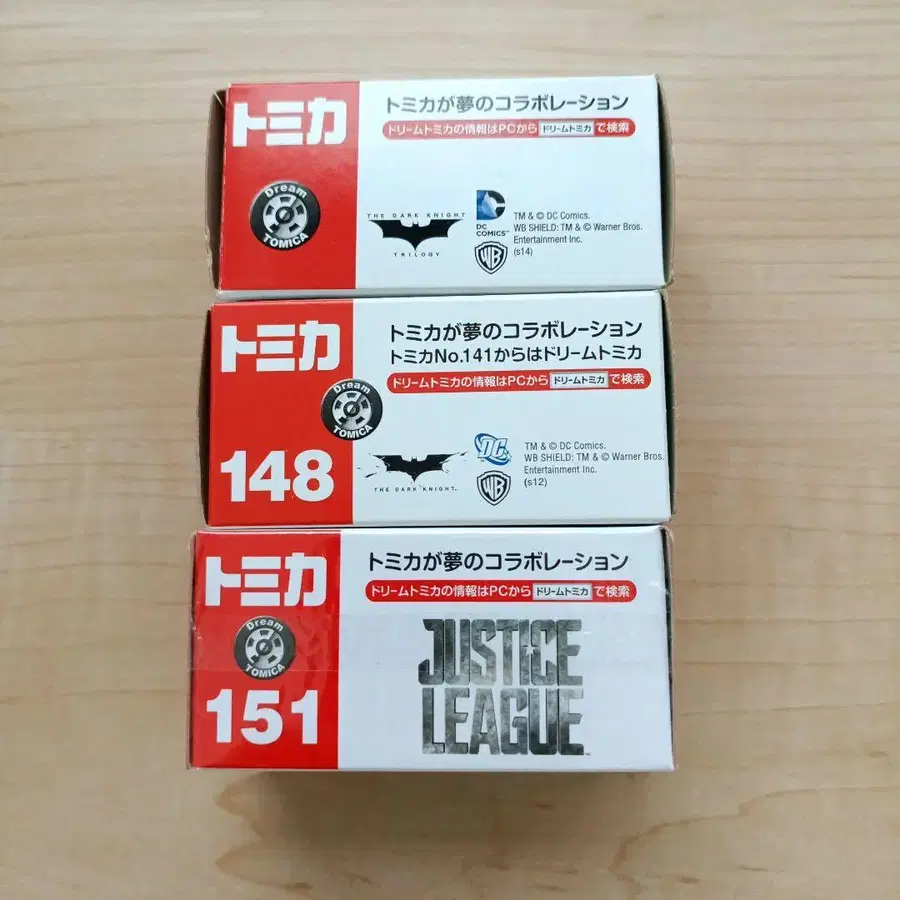 トミカ
トミカが夢のコラボレーション
ドリームトミカの情報はPCから ドリームトミカ で検索
Dream
TOMICA
THE DARK KNIGHT
TRILOGY
DC
COMICS™
WB
TM & © DC Comics.
WB SHIELD: TM & © Warner Bros.
Entertainment Inc.
(s14)
トミカ
トミカが夢のコラボレーション
トミカNo.141からはドリームトミカ
ドリームトミカの情報はPCから ドリームトミカ で検索
Dream
TOMICA
148
THE DARK KNIGHT™
DC
WB
TM & © DC Comics.
WB SHIELD: TM & © Warner Bros.
Entertainment Inc.
(s12)
トミカ
トミカが夢のコラボレーション
ドリームトミカの情報はPCから ドリームトミカ で検索
Dream
TOMICA
151
JUSTICE
LEAGUE™